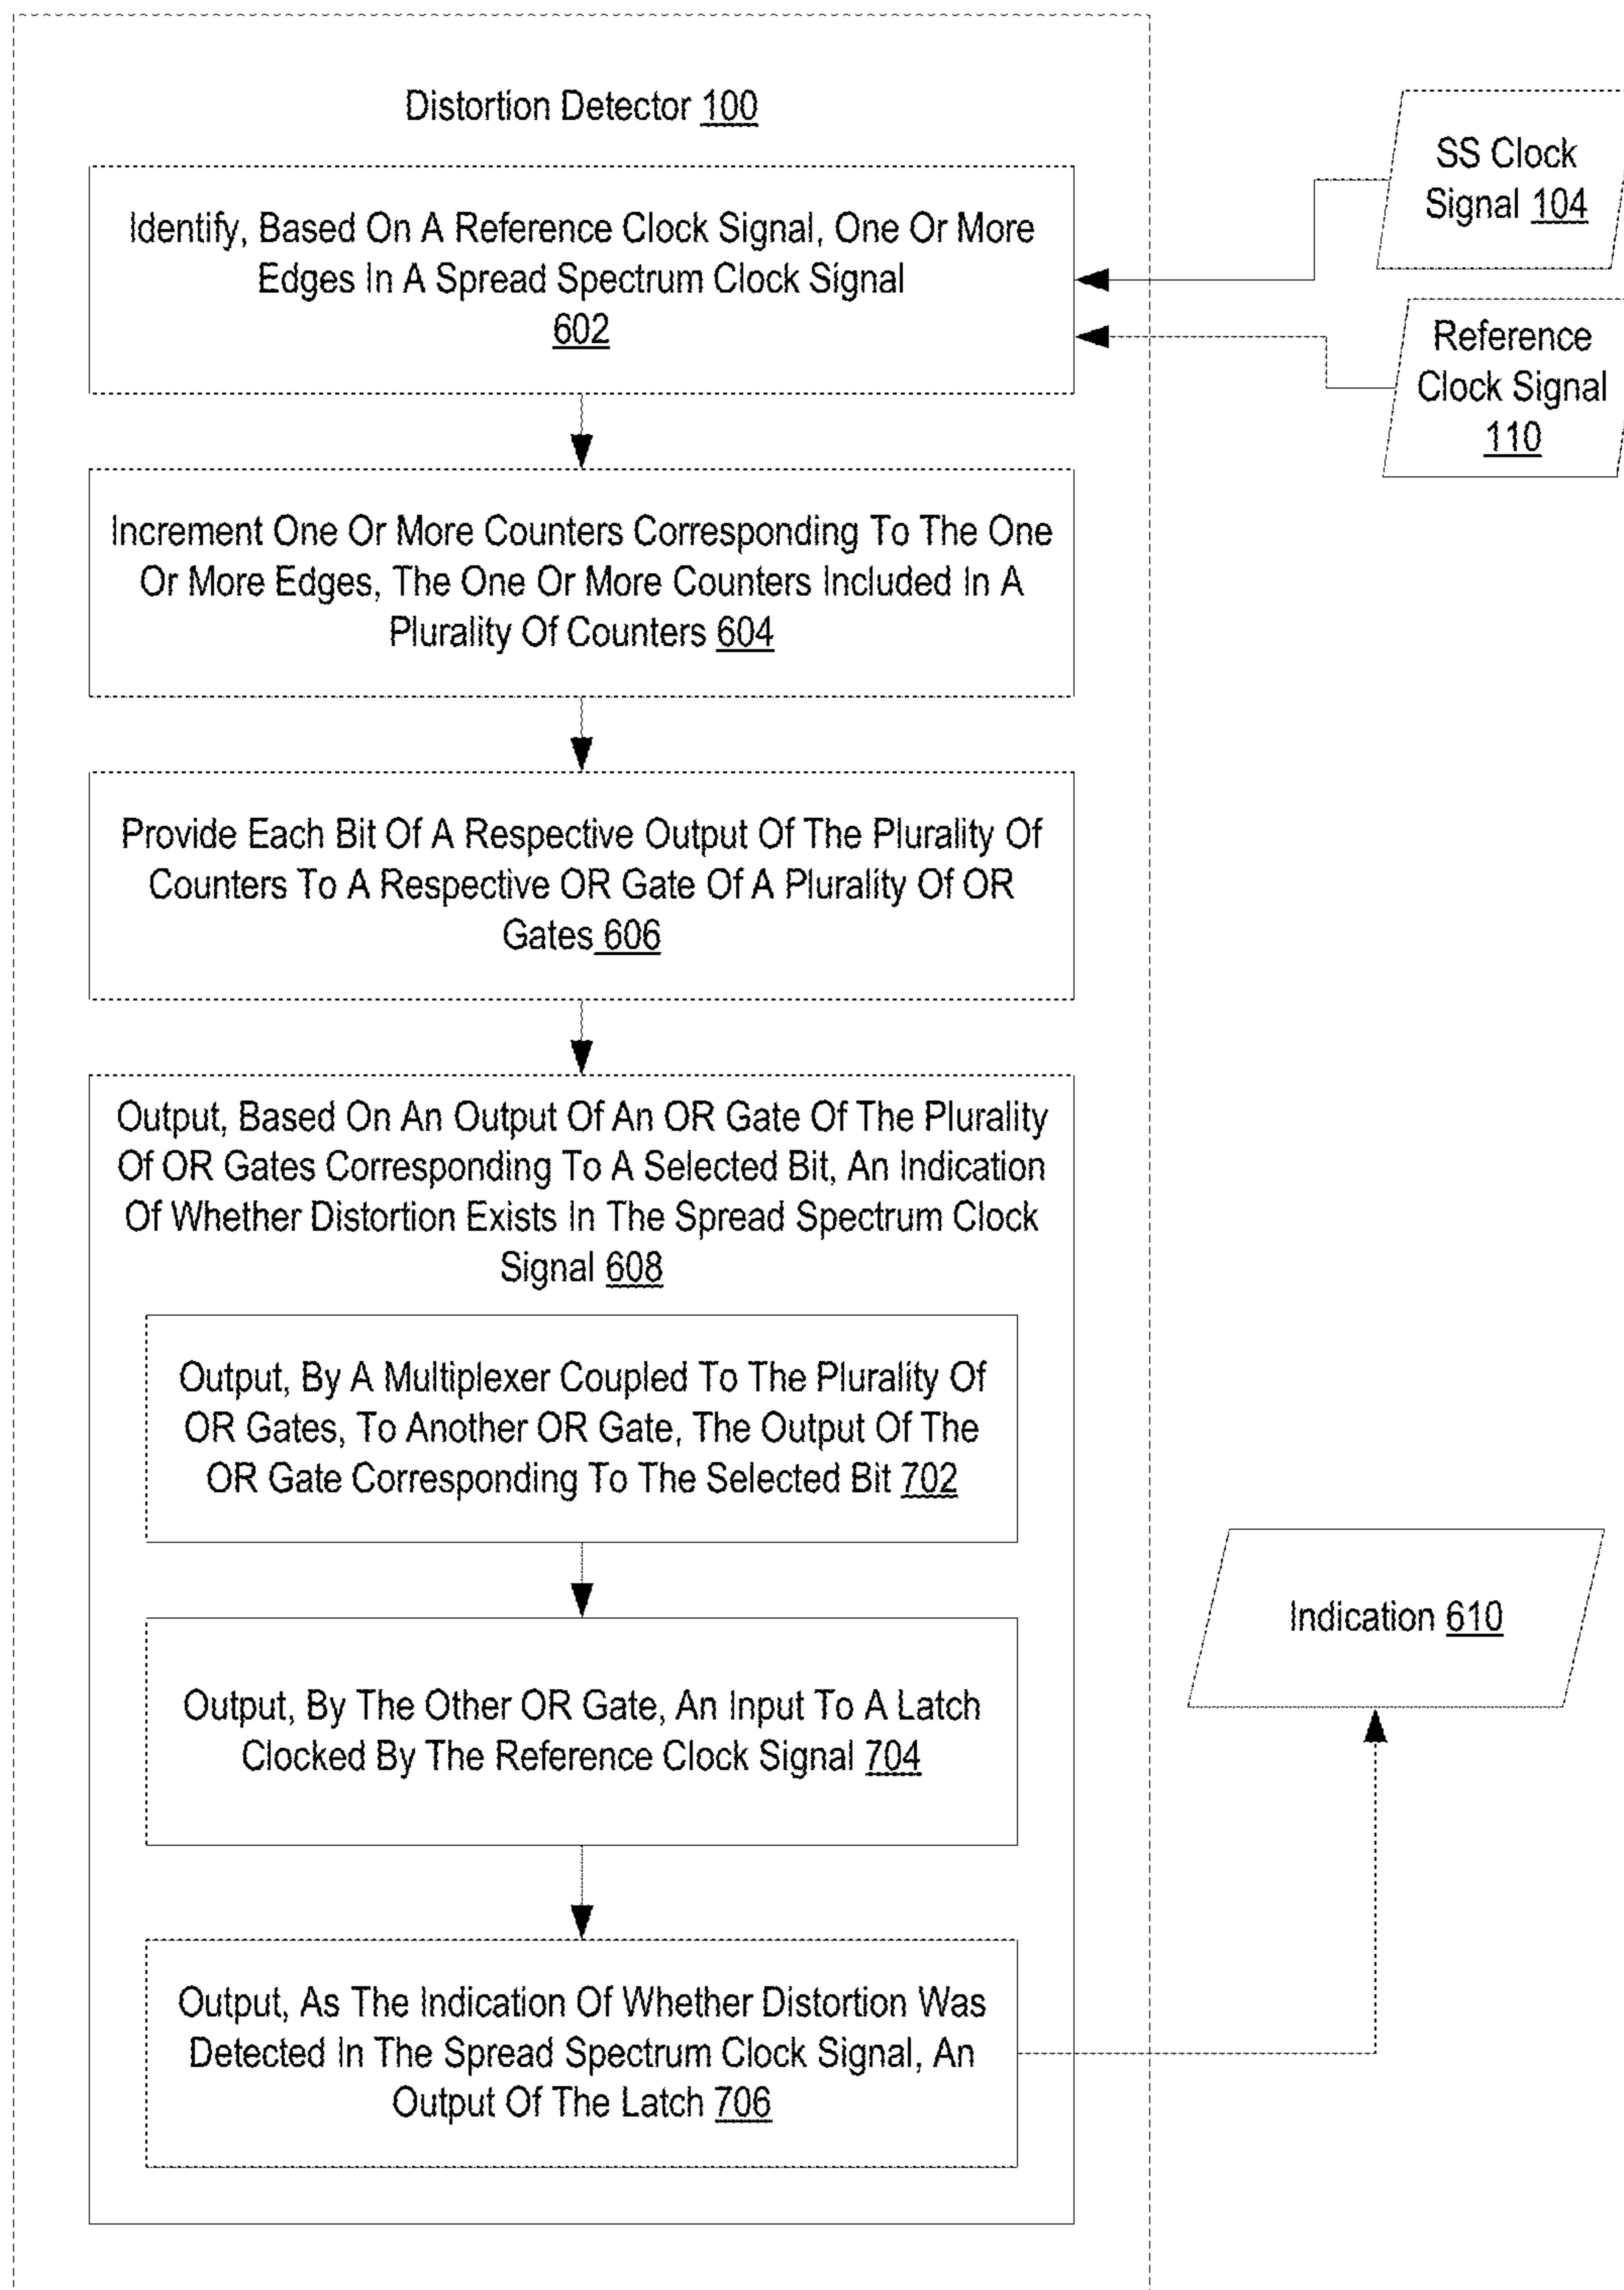 Distortion Detector 100
SS Clock
Signal 104
Identify, Based On A Reference Clock Signal, One Or More
Edges In A Spread Spectrum Clock Signal
602
Reference
Clock Signal
110
Increment One Or More Counters Corresponding To The One
Or More Edges, The One Or More Counters Included In A
Plurality Of Counters 604
Provide Each Bit Of A Respective Output Of The Plurality Of
Counters To A Respective OR Gate Of A Plurality Of OR
Gates 606
Output, Based On An Output Of An OR Gate Of The Plurality
Of OR Gates Corresponding To A Selected Bit, An Indication
Of Whether Distortion Exists In The Spread Spectrum Clock
Signal 608
Output, By A Multiplexer Coupled To The Plurality Of
OR Gates, To Another OR Gate, The Output Of The
OR Gate Corresponding To The Selected Bit 702
Output, By The Other OR Gate, An Input To A Latch
Clocked By The Reference Clock Signal 704
Output, As The Indication Of Whether Distortion Was
Detected In The Spread Spectrum Clock Signal, An
Output Of The Latch 706
Indication 610